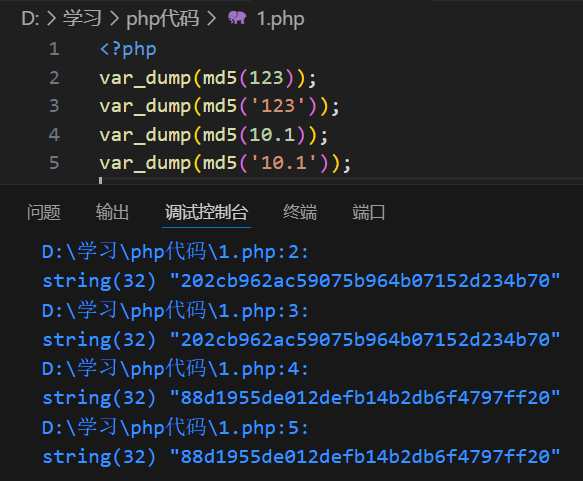 D: > 学习 > php代码 > 1.php
1 <?php
2 var_dump(md5(123));
3 var_dump(md5('123'));
4 var_dump(md5(10.1));
5 var_dump(md5('10.1'));
问题 输出 调试控制台 终端 端口
D:\学习\php代码\1.php:2:
string(32) "202cb962ac59075b964b07152d234b70"
D:\学习\php代码\1.php:3:
string(32) "202cb962ac59075b964b07152d234b70"
D:\学习\php代码\1.php:4:
string(32) "88d1955de012defb14b2db6f4797ff20"
D:\学习\php代码\1.php:5:
string(32) "88d1955de012defb14b2db6f4797ff20"